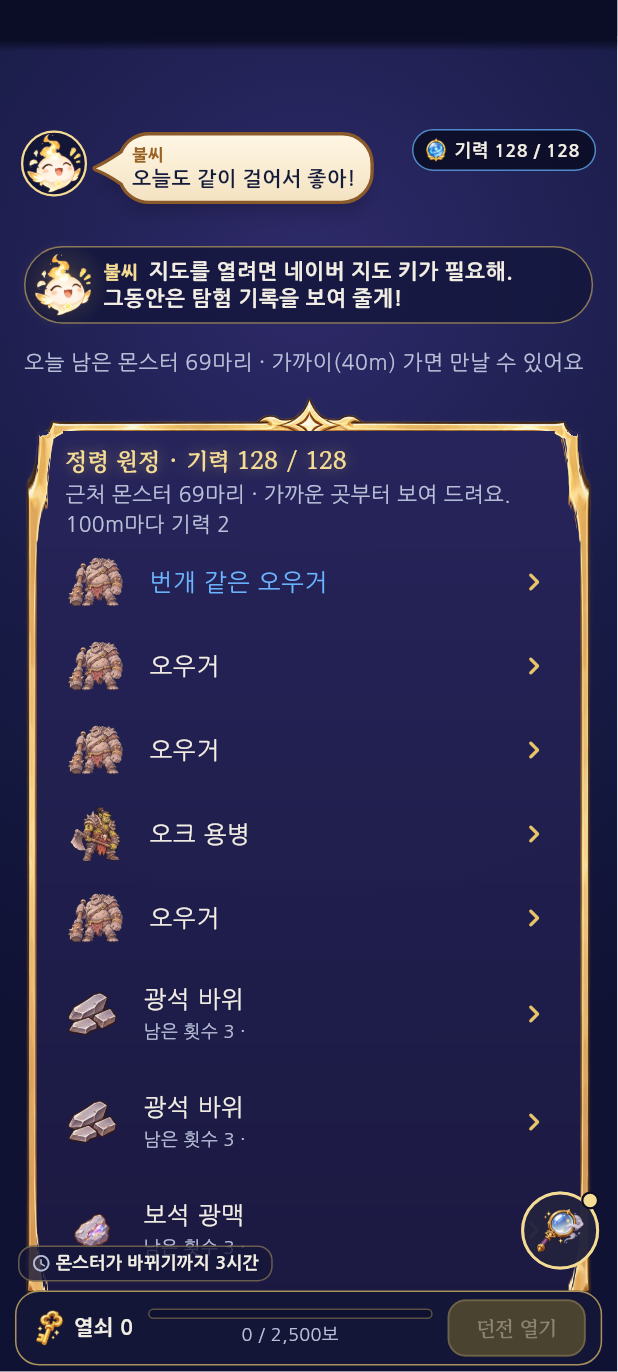 불씨
오늘도 같이 걸어서 좋아!
기력 128 / 128
불씨 지도를 열려면 네이버 지도 키가 필요해.
그동안은 탐험 기록을 보여 줄게!
오늘 남은 몬스터 69마리 · 가까이(40m) 가면 만날 수 있어요
정령 원정 · 기력 128 / 128
근처 몬스터 69마리 · 가까운 곳부터 보여 드려요.
100m마다 기력 2
번개 같은 오우거
오우거
오우거
오크 용병
오우거
광석 바위
남은 횟수 3 ·
광석 바위
남은 횟수 3 ·
보석 광맥
남은 횟수 3 ·
몬스터가 바뀌기까지 3시간
열쇠 0
0 / 2,500보
던전 열기